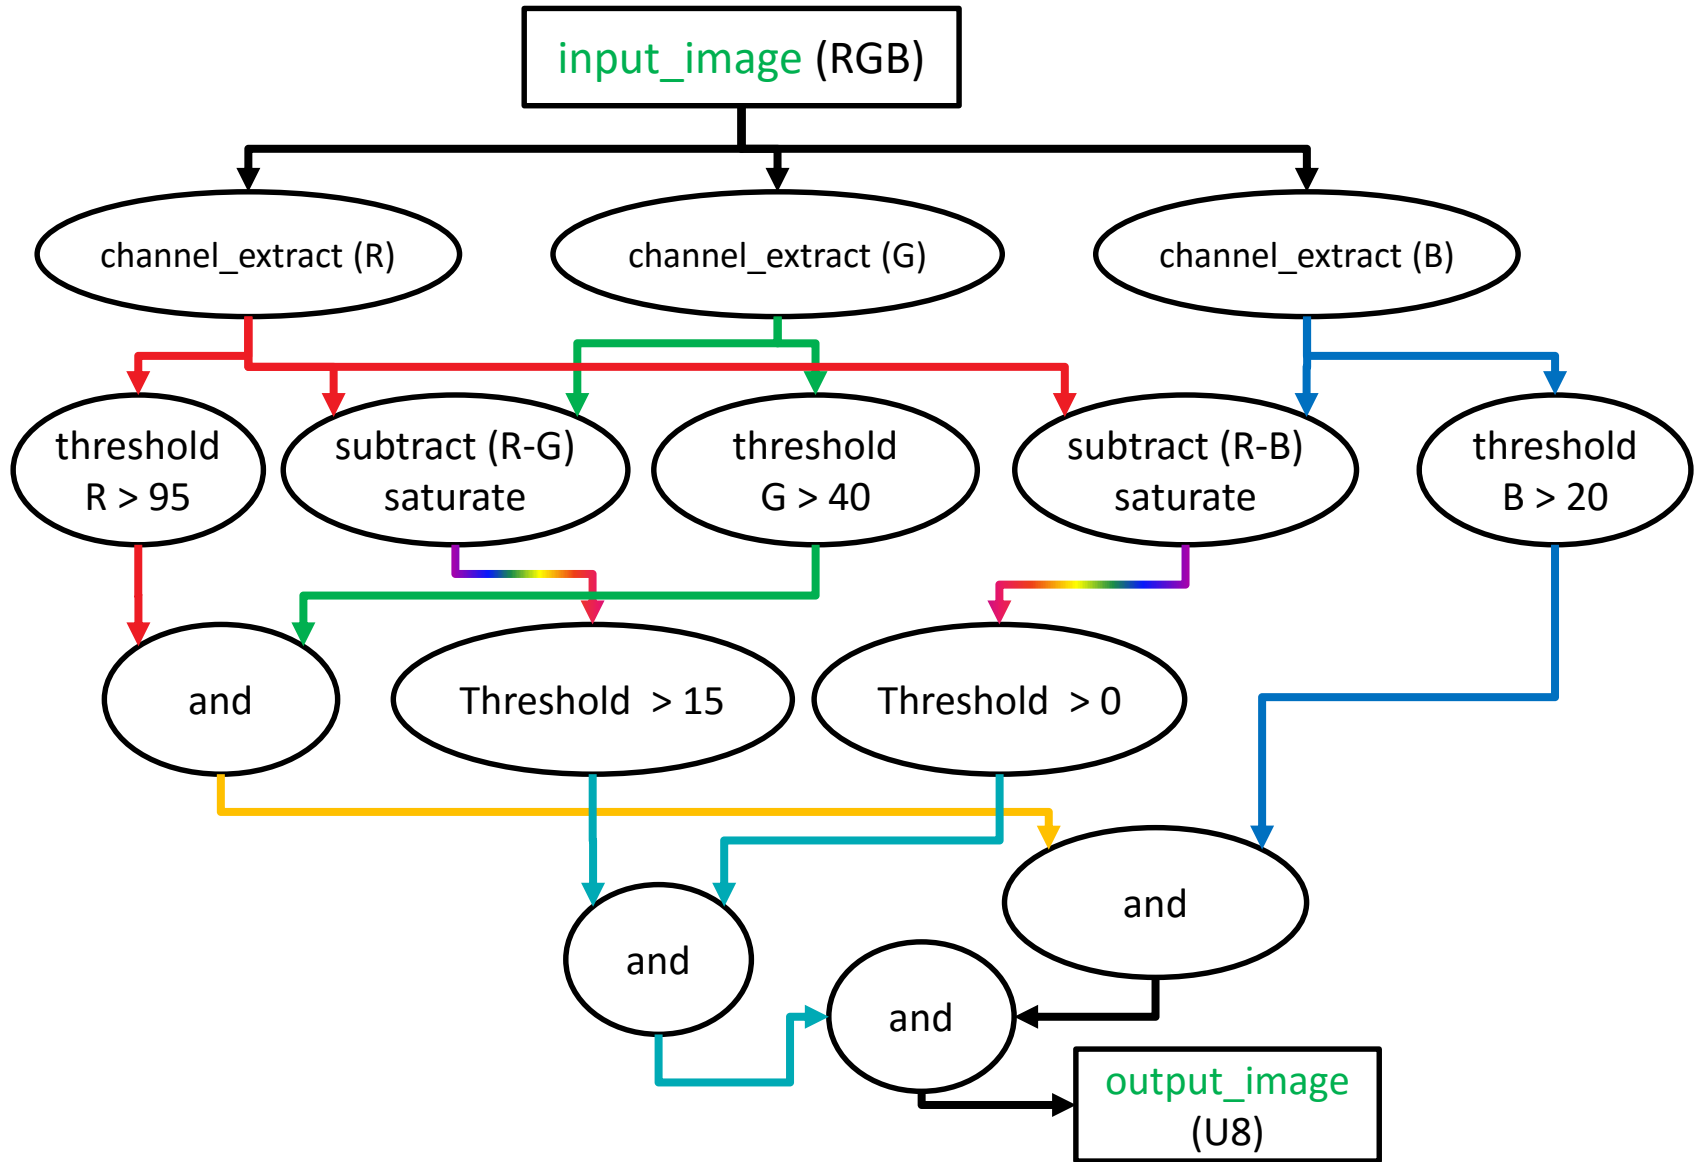 input_image (RGB)
channel_extract (R)
channel_extract (G)
channel_extract (B)
threshold
R > 95
subtract (R-G)
saturate
threshold
G > 40
subtract (R-B)
saturate
threshold
B > 20
and
Threshold  > 15
Threshold  > 0
and
and
and
output_image
(U8)